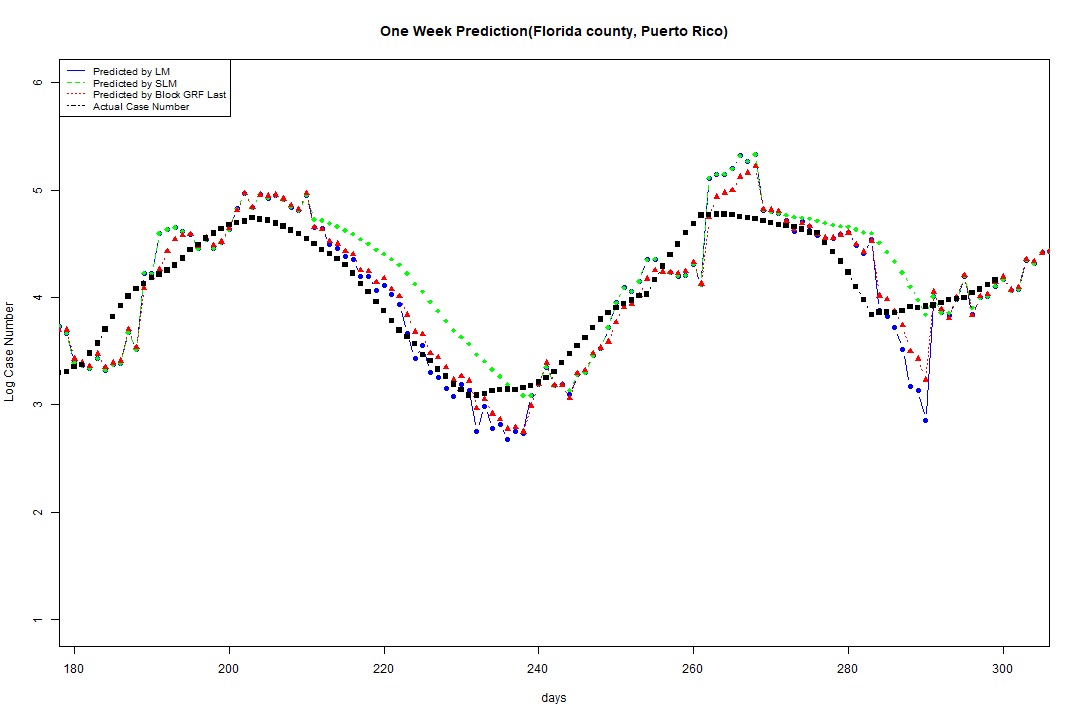 One Week Prediction(Florida county, Puerto Rico)
Predicted by LM
Predicted by SLM
Predicted by Block GRF Last
Actual Case Number
6
5
4
3
2
1
Log Case Number
180 200 220 240 260 280 300
days